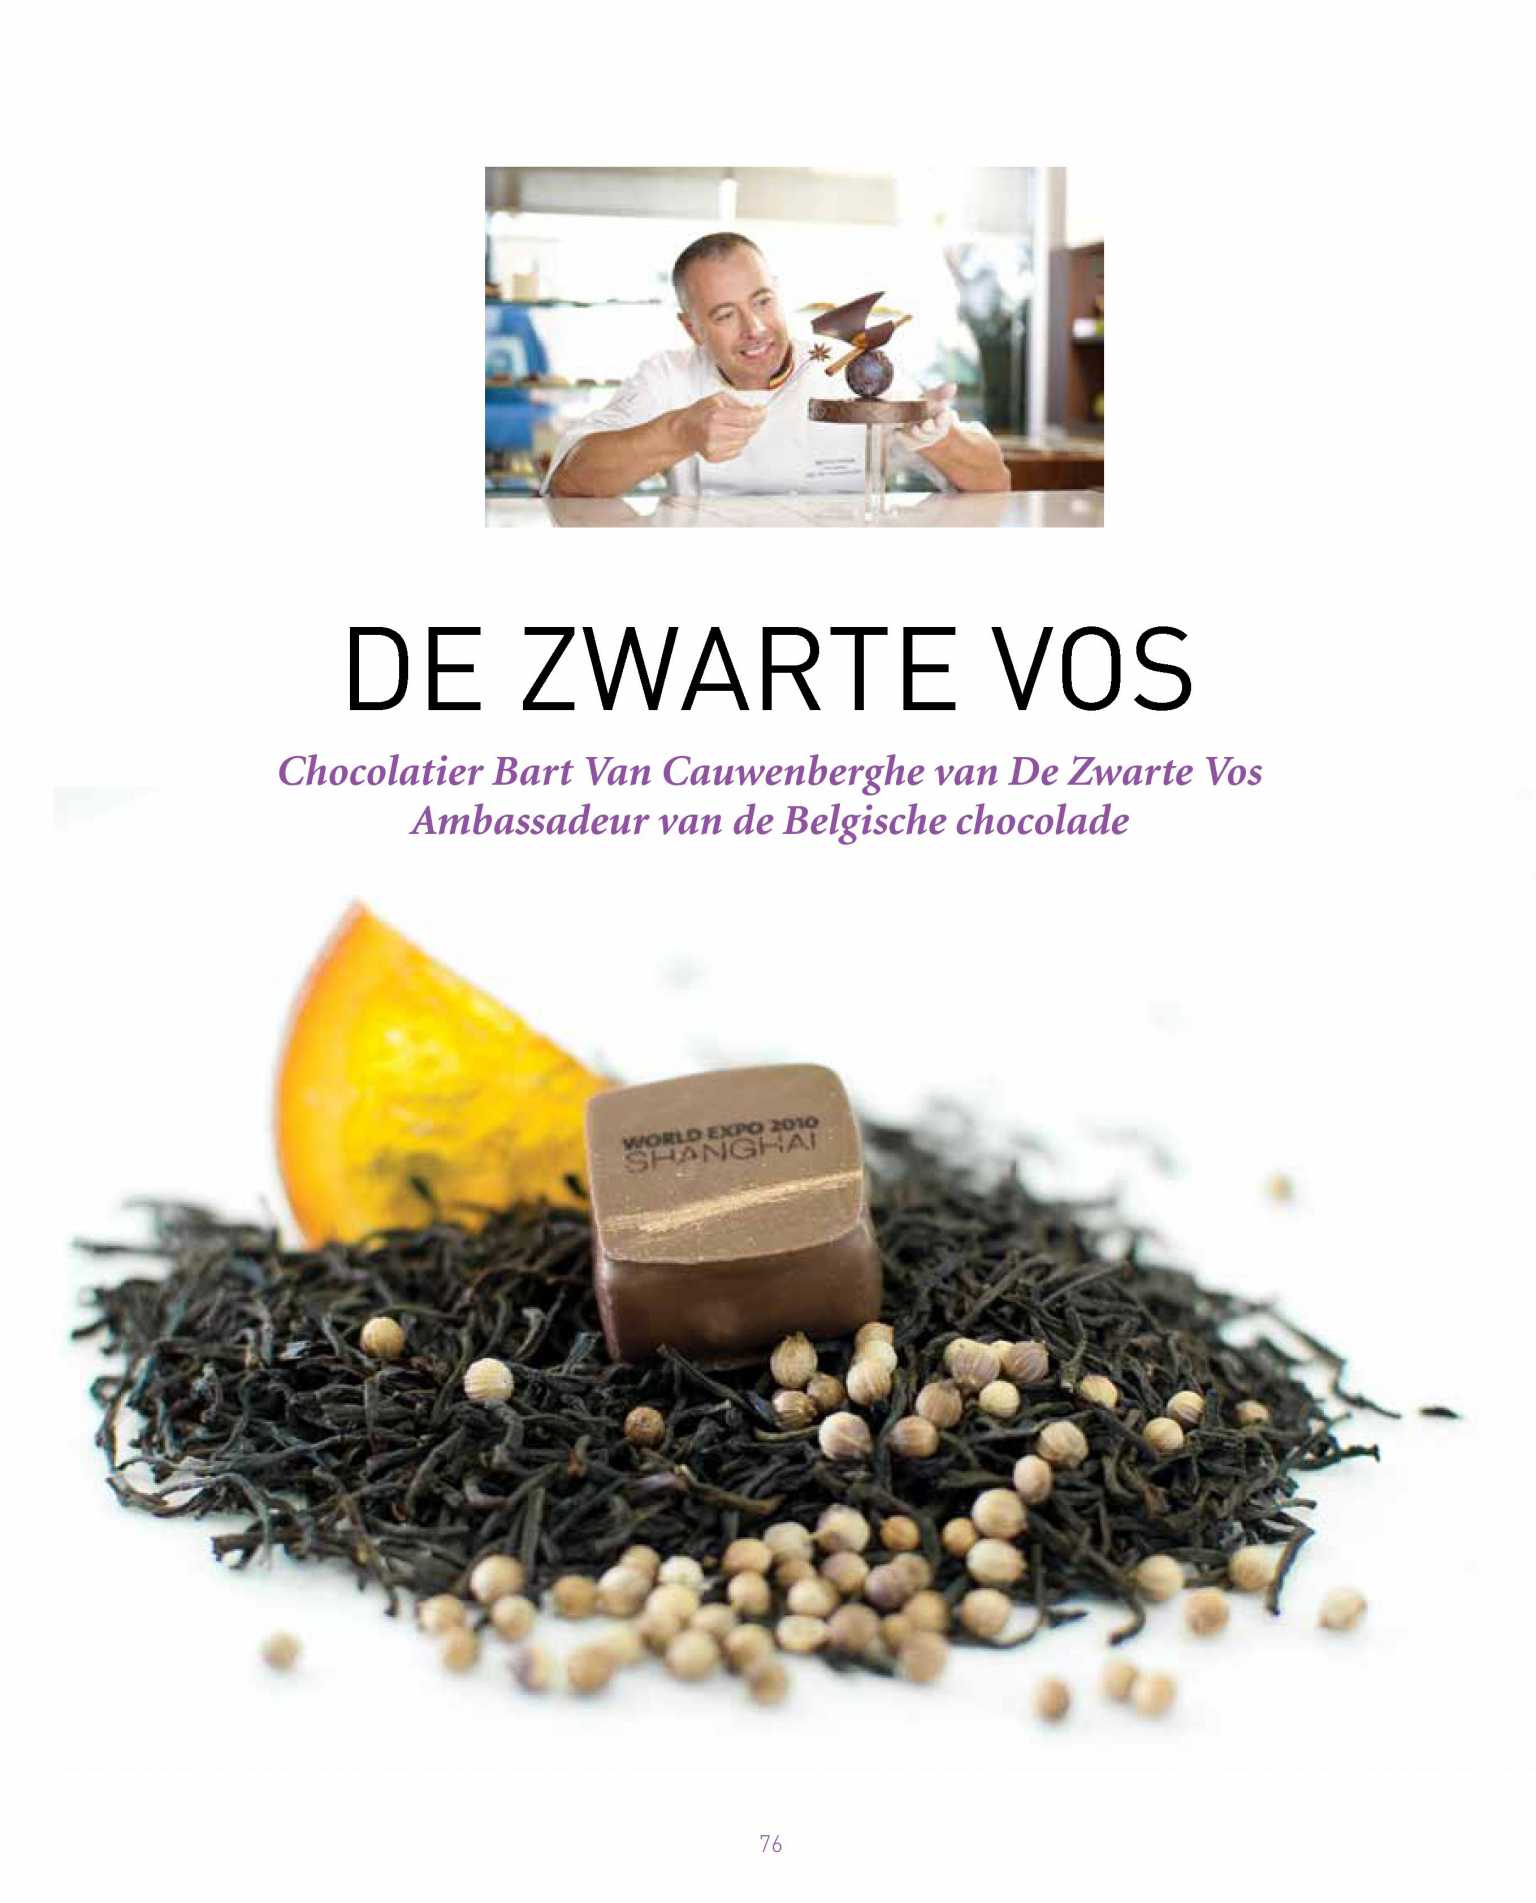 DE ZWARTE VOS
Chocolatier Bart Van Cauwenberghe van De Zwarte Vos
Ambassadeur van de Belgische chocolade
WORLD EXPO 2010
SHANGHAI
76